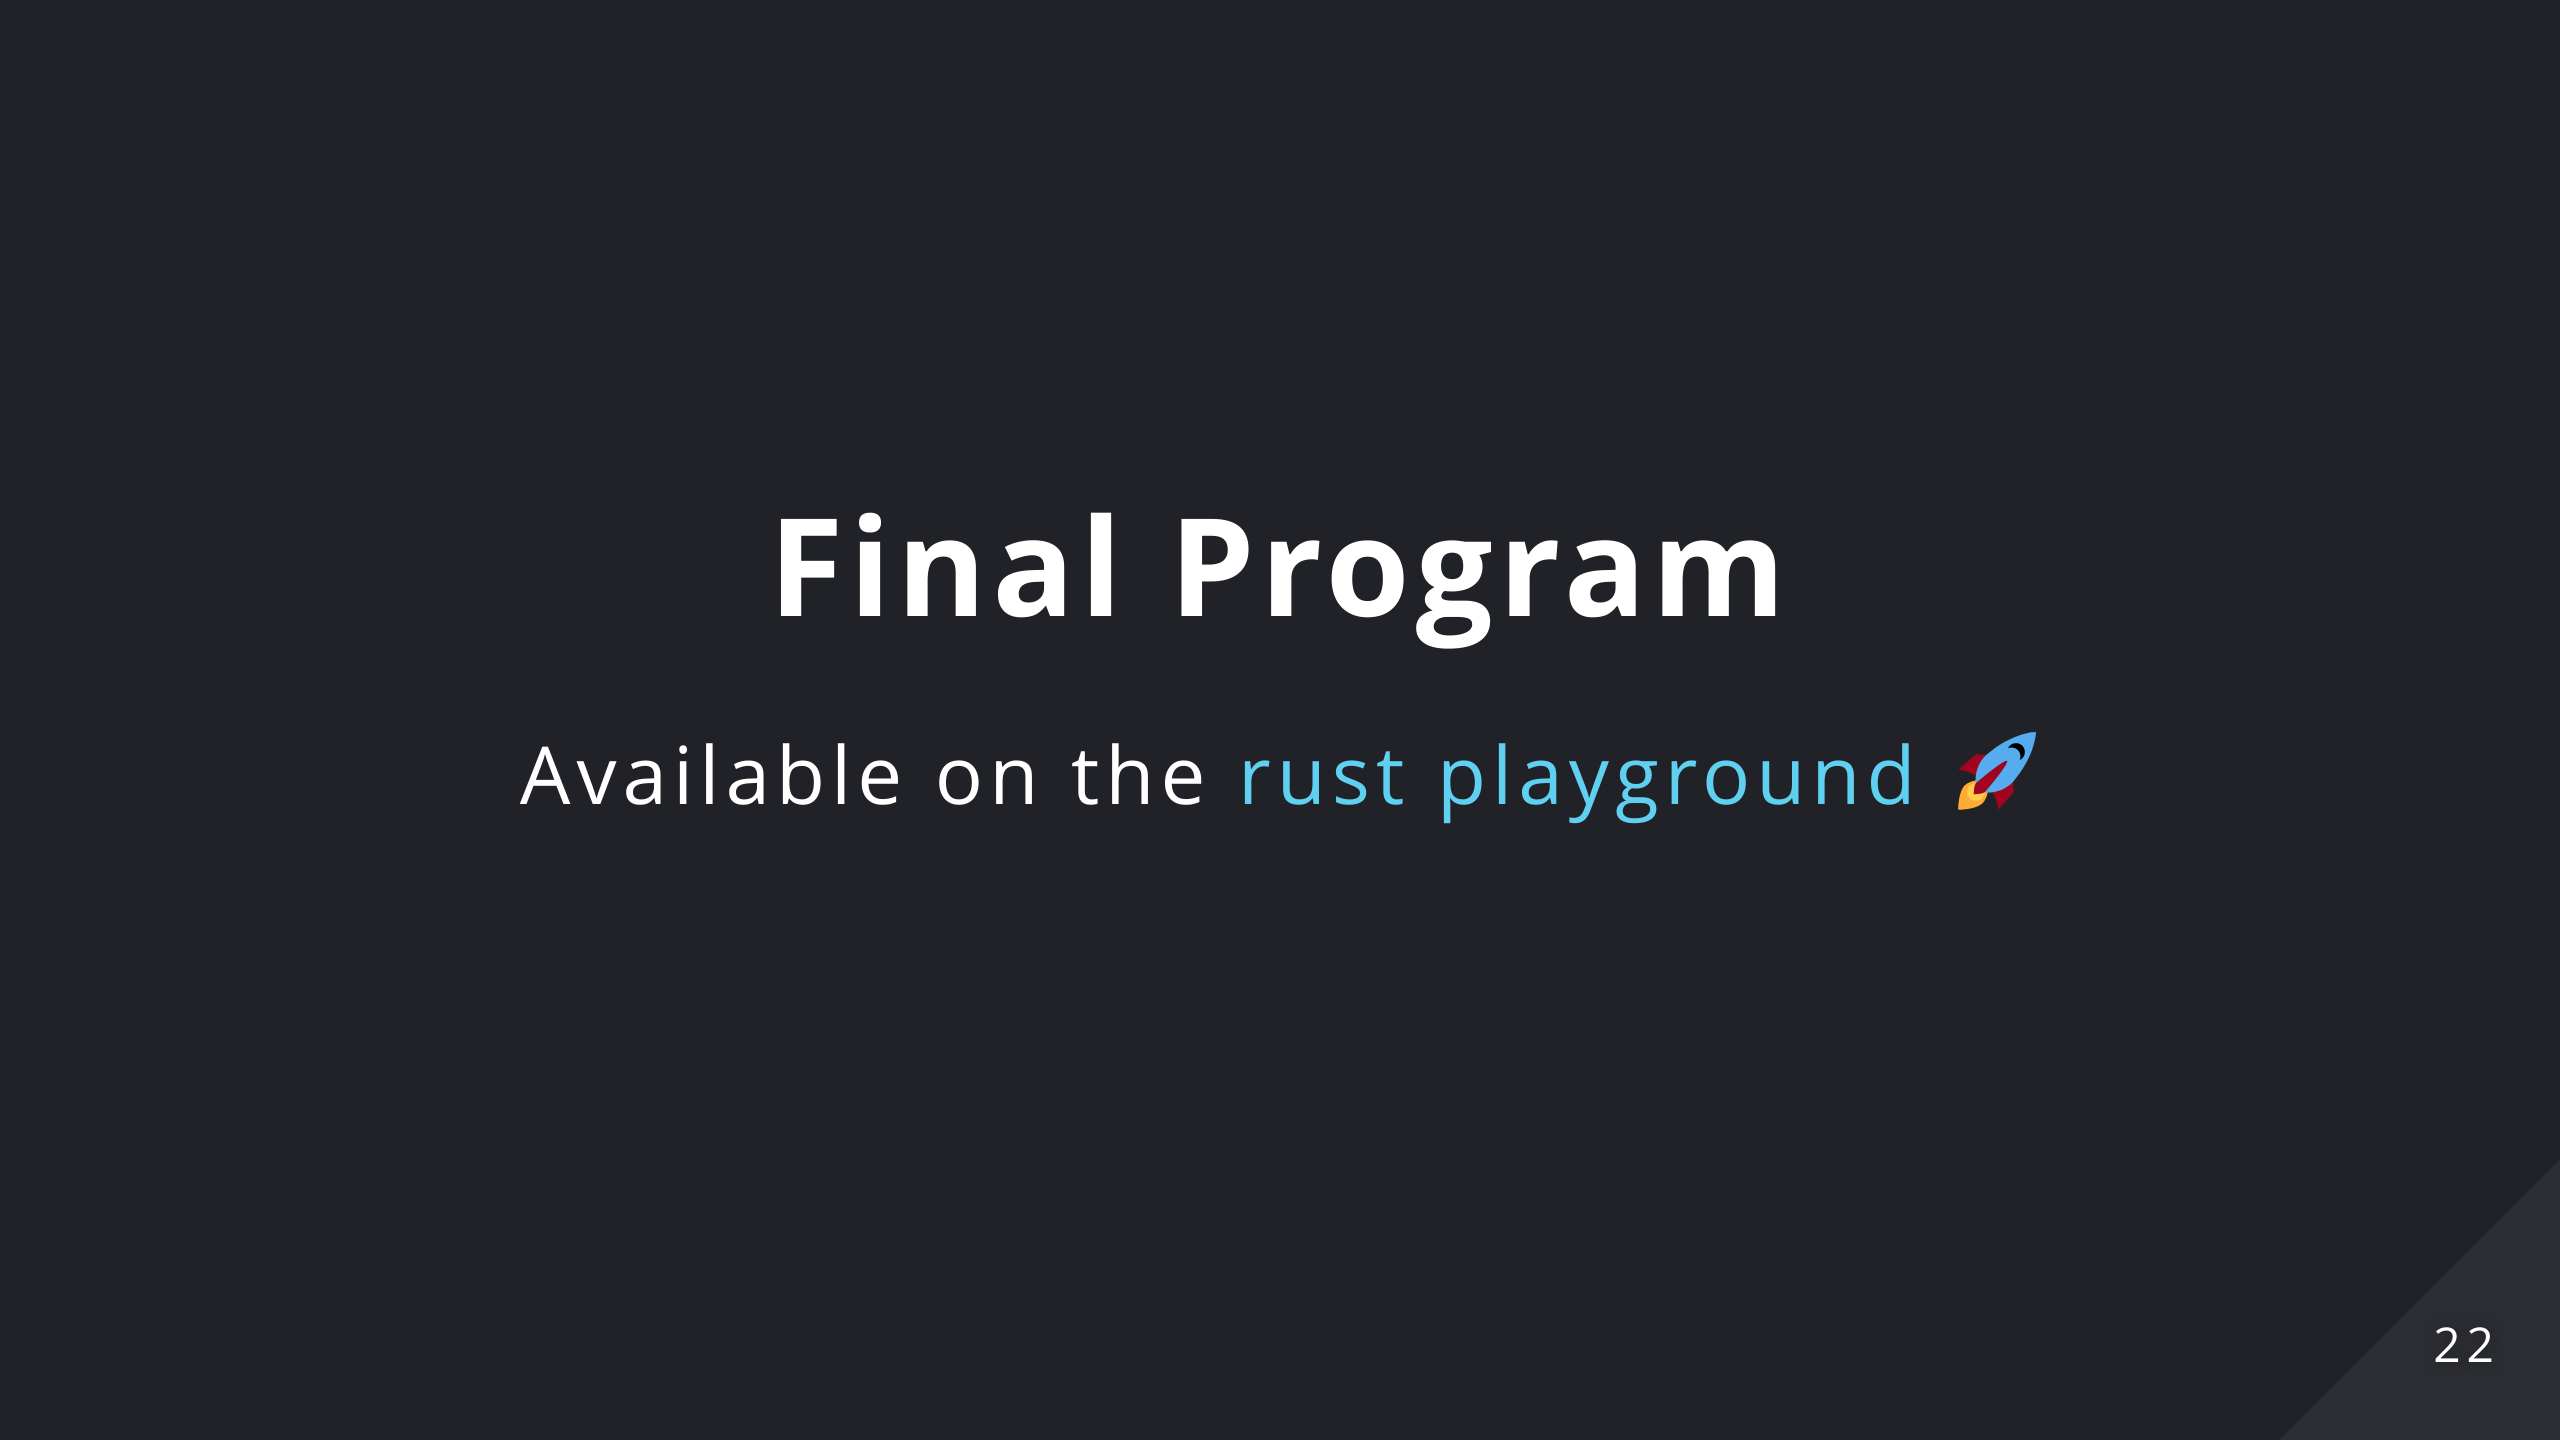 Final Program
Available on the rust playground 🚀
22